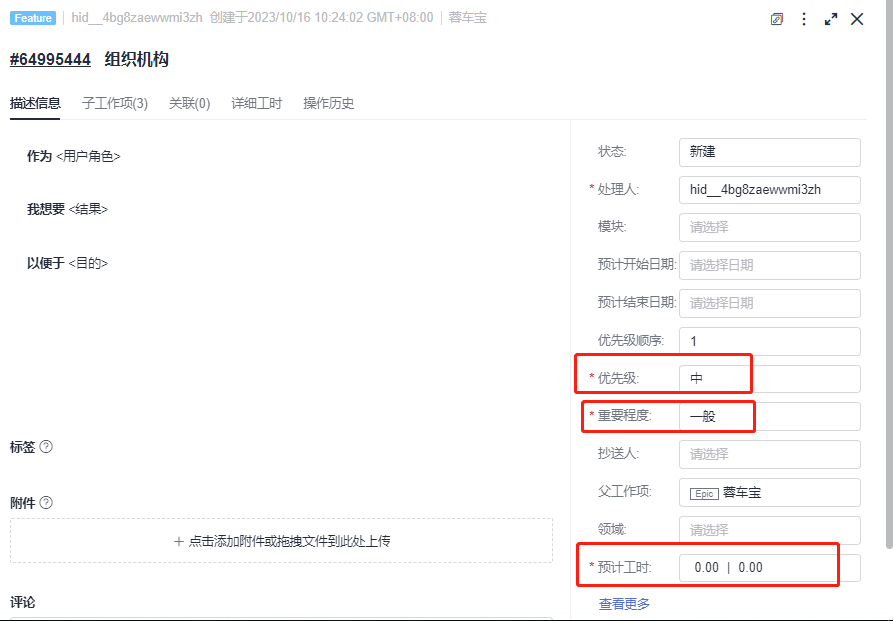 Feature hid__4bg8zaewwmi3zh 创建于2023/10/16 10:24:02 GMT+08:00 蓉车宝
#64995444 组织机构
描述信息 子工作项(3) 关联(0) 详细工时 操作历史
作为 <用户角色>
我想要 <结果>
以便于 <目的>
标签 ?
附件 ?
+ 点击添加附件或拖拽文件到此处上传
评论
状态: 新建
* 处理人: hid__4bg8zaewwmi3zh
模块: 请选择
预计开始日期: 请选择日期
预计结束日期: 请选择日期
优先级顺序: 1
* 优先级: 中
* 重要程度: 一般
抄送人: 请选择
父工作项: Epic 蓉车宝
领域: 请选择
* 预计工时: 0.00 | 0.00
查看更多